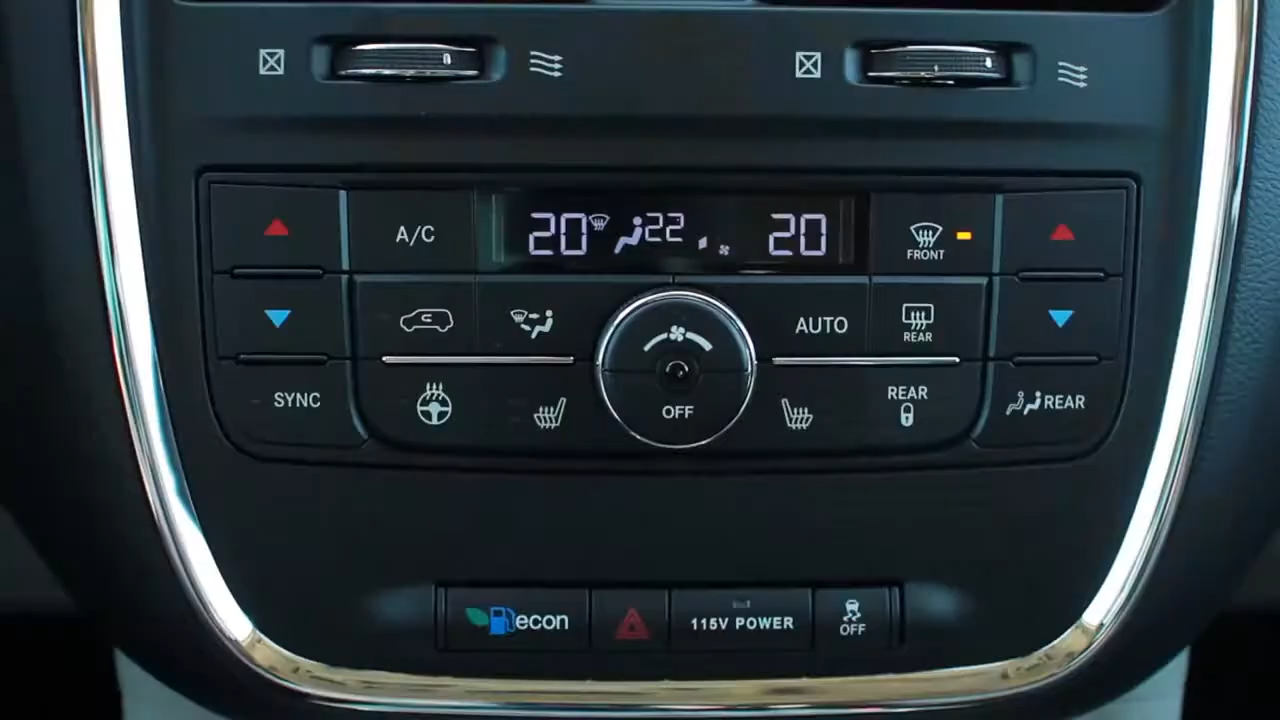 A/C
20 22 20
FRONT
AUTO
REAR
SYNC
OFF
REAR
REAR
econ
115V POWER
OFF